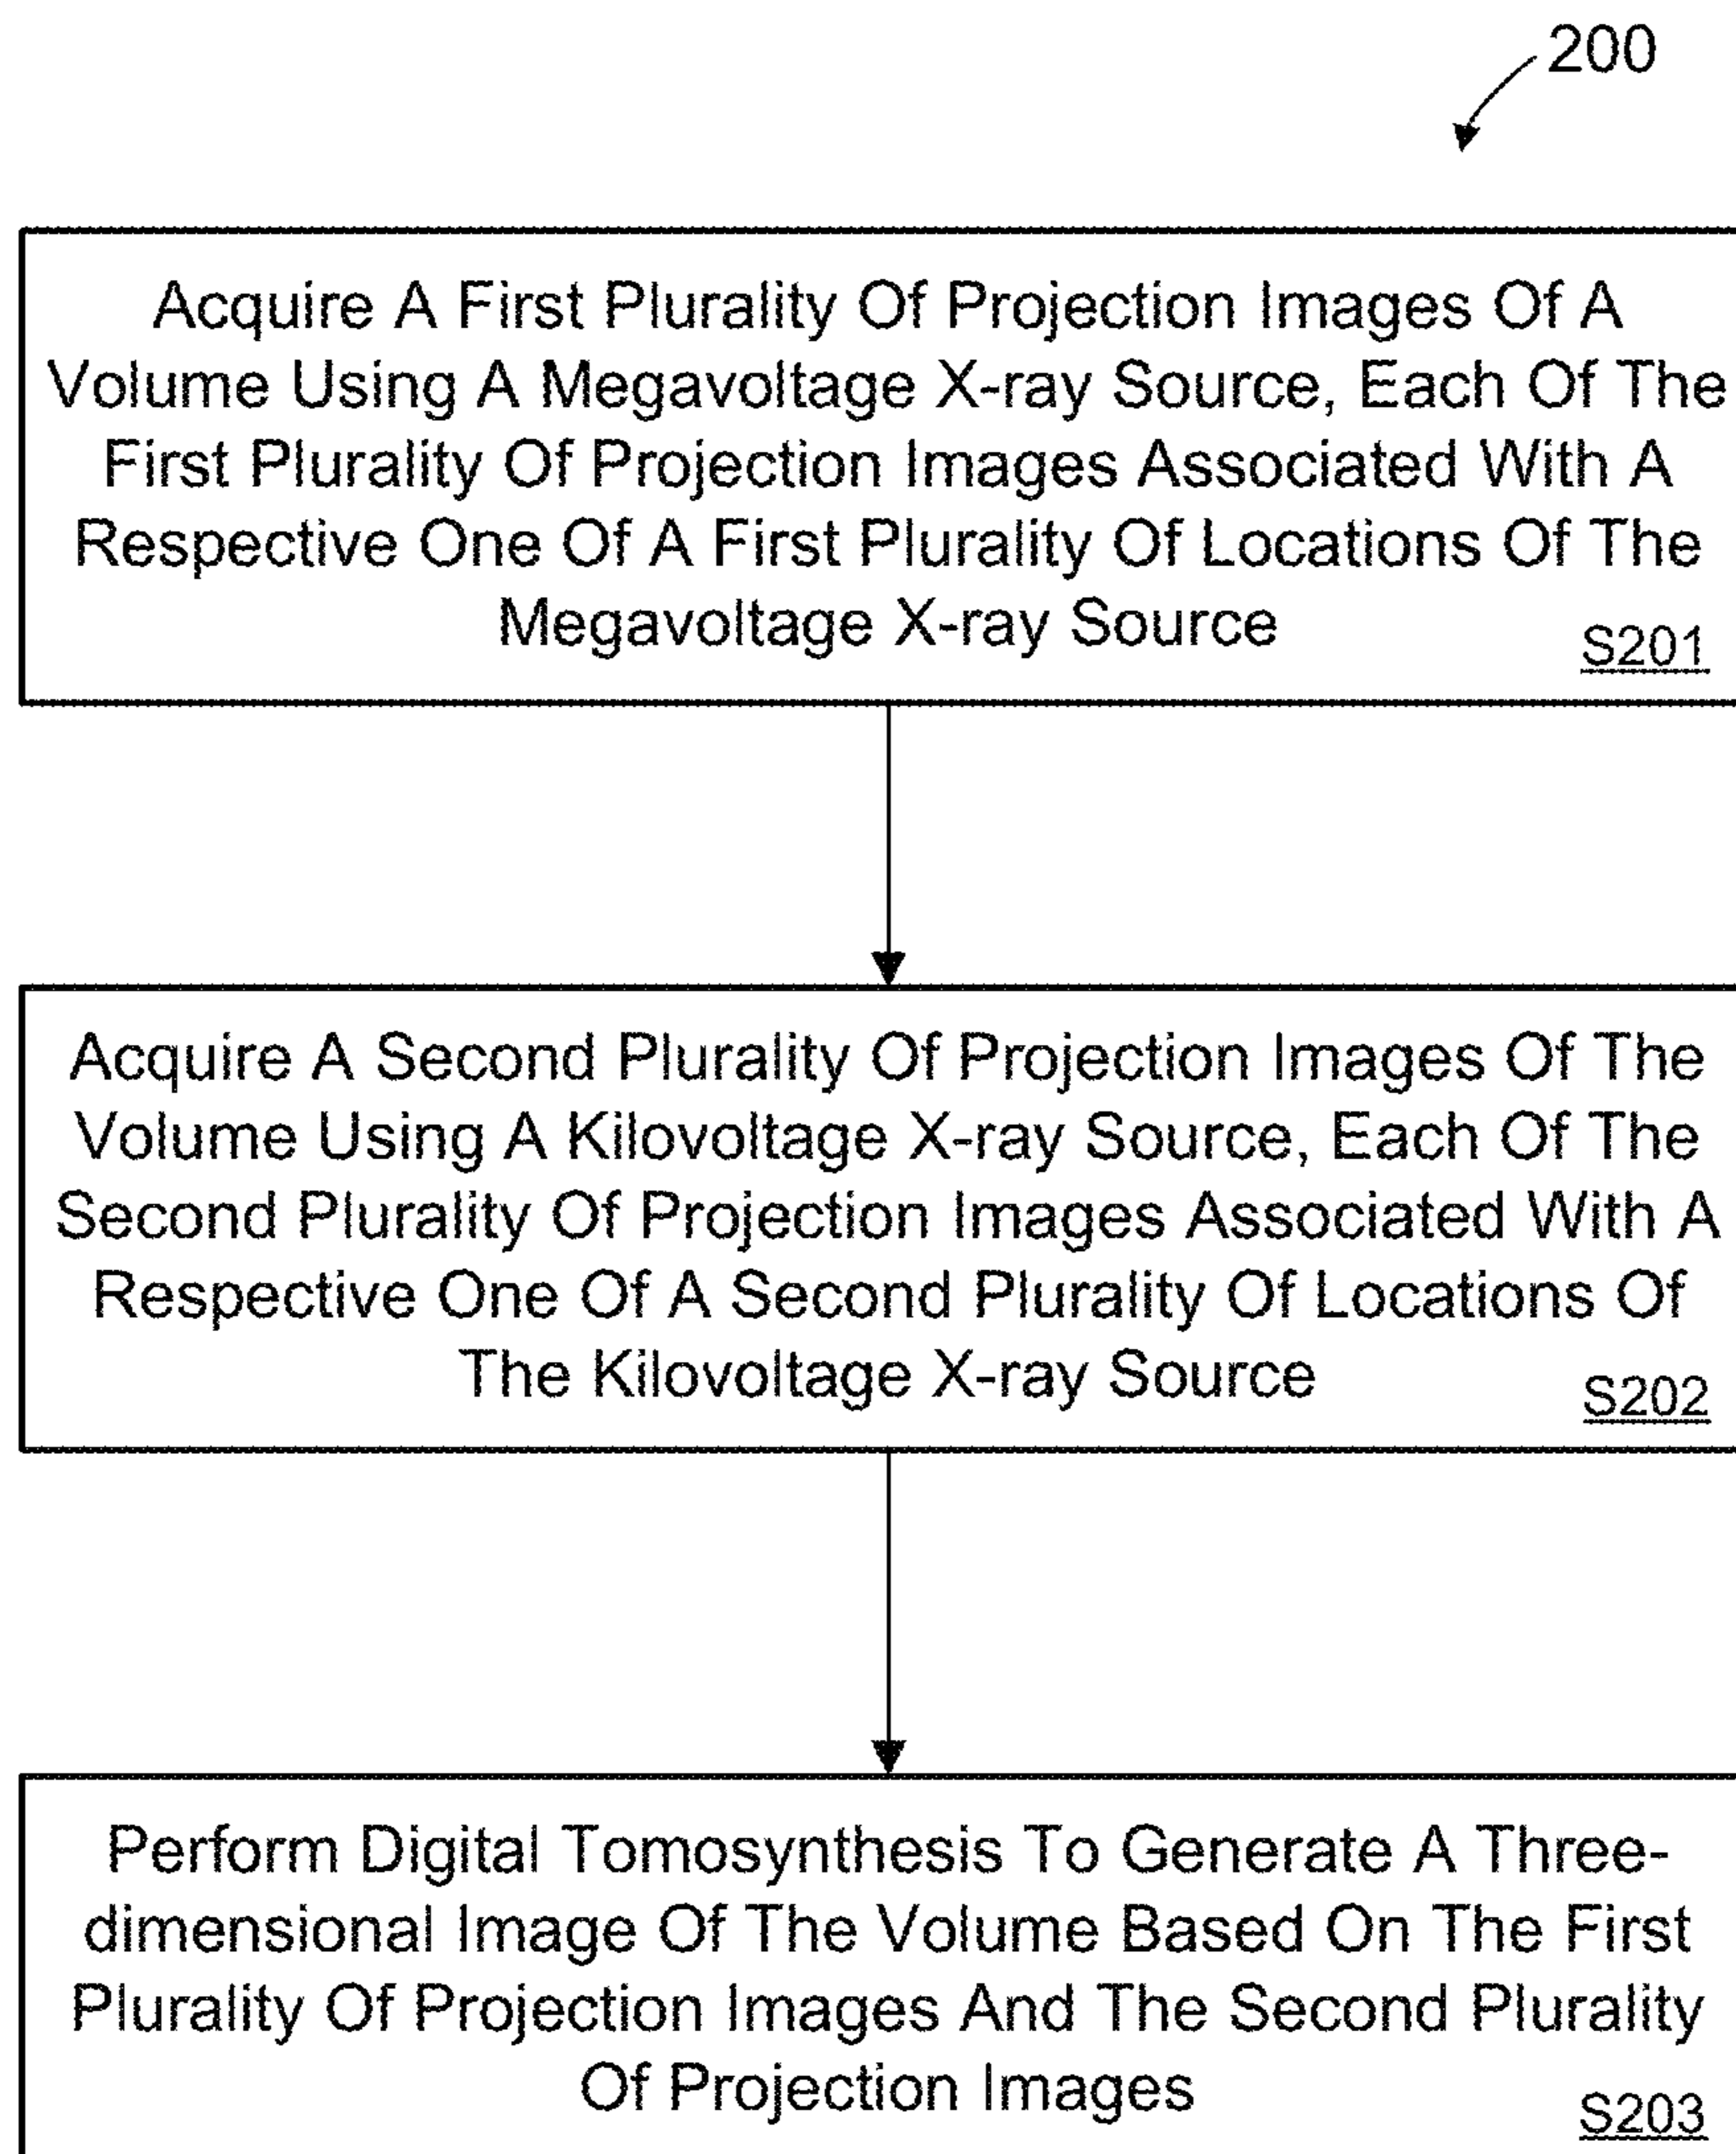 200
Acquire A First Plurality Of Projection Images Of A
Volume Using A Megavoltage X-ray Source, Each Of The
First Plurality Of Projection Images Associated With A
Respective One Of A First Plurality Of Locations Of The
Megavoltage X-ray Source
S201
Acquire A Second Plurality Of Projection Images Of The
Volume Using A Kilovoltage X-ray Source, Each Of The
Second Plurality Of Projection Images Associated With A
Respective One Of A Second Plurality Of Locations Of
The Kilovoltage X-ray Source
S202
Perform Digital Tomosynthesis To Generate A Three-
dimensional Image Of The Volume Based On The First
Plurality Of Projection Images And The Second Plurality
Of Projection Images
S203